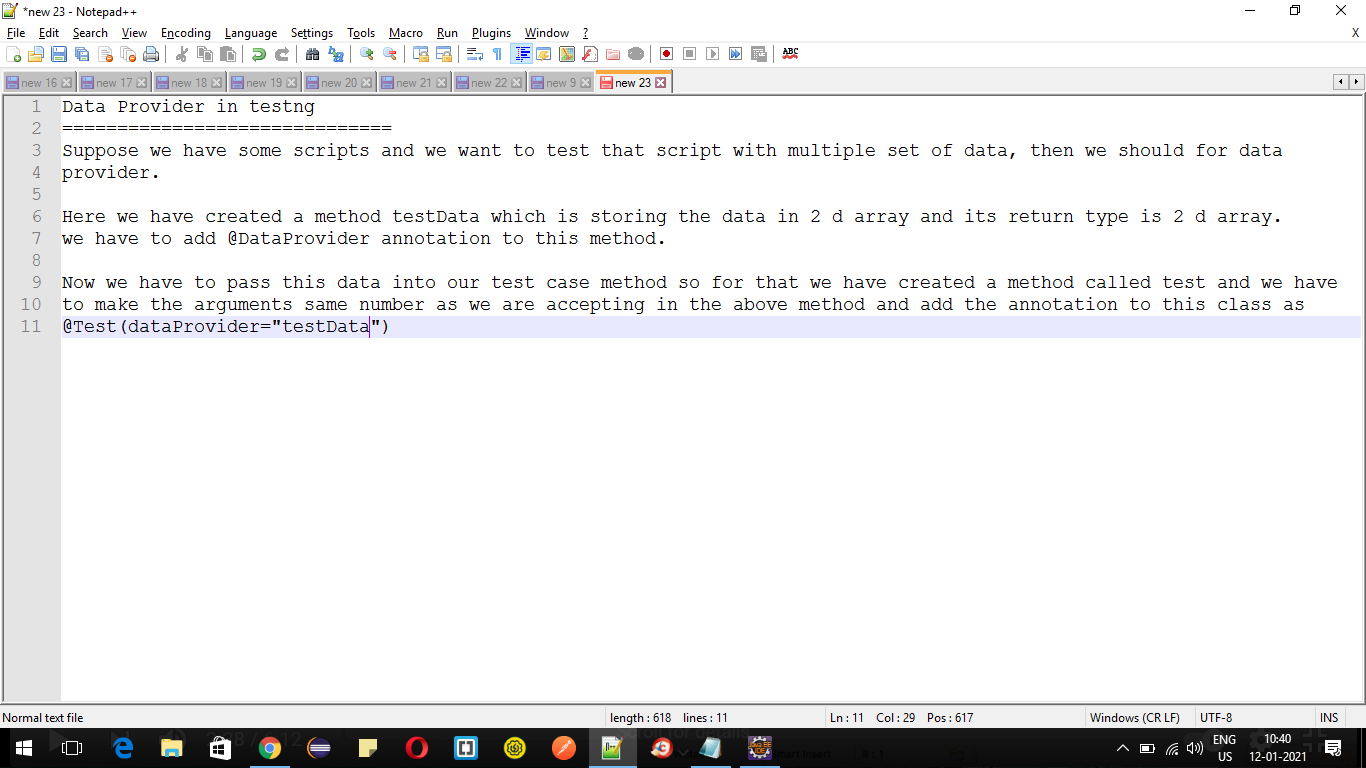 *new 23 - Notepad++
File Edit Search View Encoding Language Settings Tools Macro Run Plugins Window ? X
ABC
new 16 new 17 new 18 new 19 new 20 new 21 new 22 new 9 new 23
1 Data Provider in testng
2 ==============================
3 Suppose we have some scripts and we want to test that script with multiple set of data, then we should for data
4 provider.
5
6 Here we have created a method testData which is storing the data in 2 d array and its return type is 2 d array.
7 we have to add @DataProvider annotation to this method.
8
9 Now we have to pass this data into our test case method so for that we have created a method called test and we have
10 to make the arguments same number as we are accepting in the above method and add the annotation to this class as
11 @Test(dataProvider="testData")
Normal text file length : 618 lines : 11 Ln : 11 Col : 29 Pos : 617 Windows (CR LF) UTF-8 INS
ENG 10:40
US 12-01-2021